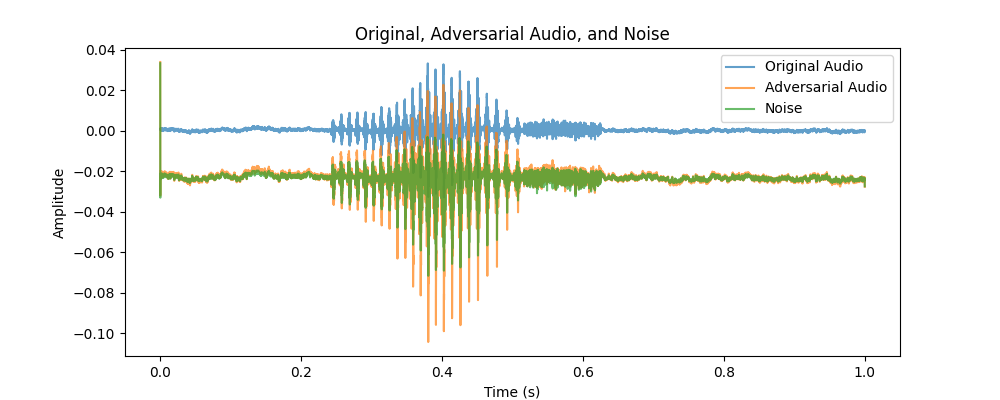 Original, Adversarial Audio, and Noise
Original Audio
Adversarial Audio
Noise
Amplitude
0.04
0.02
0.00
−0.02
−0.04
−0.06
−0.08
−0.10
0.0 0.2 0.4 0.6 0.8 1.0
Time (s)